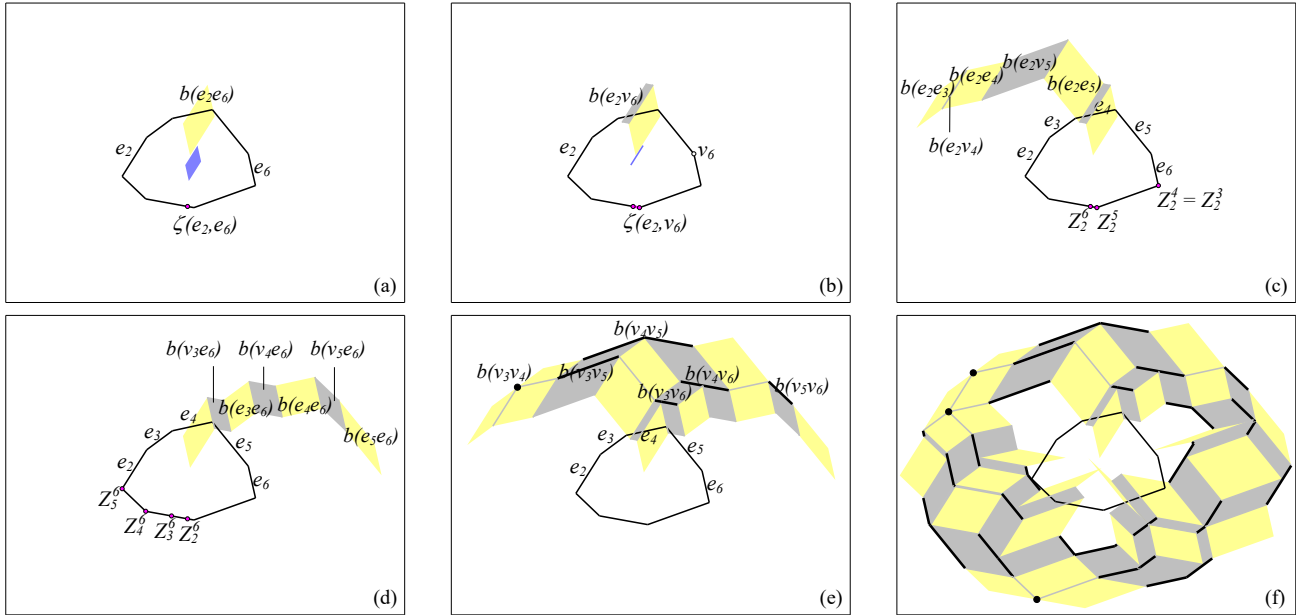 b(e₂e₆)
e₂
e₆
ζ(e₂,e₆)
(a)
b(e₂v₆)
e₂
v₆
e₆
ζ(e₂,v₆)
(b)
b(e₂v₅)
b(e₂e₄)
b(e₂e₃)
b(e₂e₅)
e₄
e₃
e₅
b(e₂v₄)
e₂
e₆
Z₂⁴ = Z₂³
Z₂⁶ Z₂⁵
(c)
b(v₃e₆) b(v₄e₆) b(v₅e₆)
e₄ b(e₃e₆) b(e₄e₆)
e₃
e₅
b(e₅e₆)
e₂
e₆
Z₅⁶
Z₄⁶ Z₃⁶ Z₂⁶
(d)
b(v₄v₅)
b(v₃v₄)
b(v₃v₅)
b(v₄v₆)
b(v₃v₆)
b(v₅v₆)
e₃ e₄
e₅
e₂
e₆
(e)
(f)